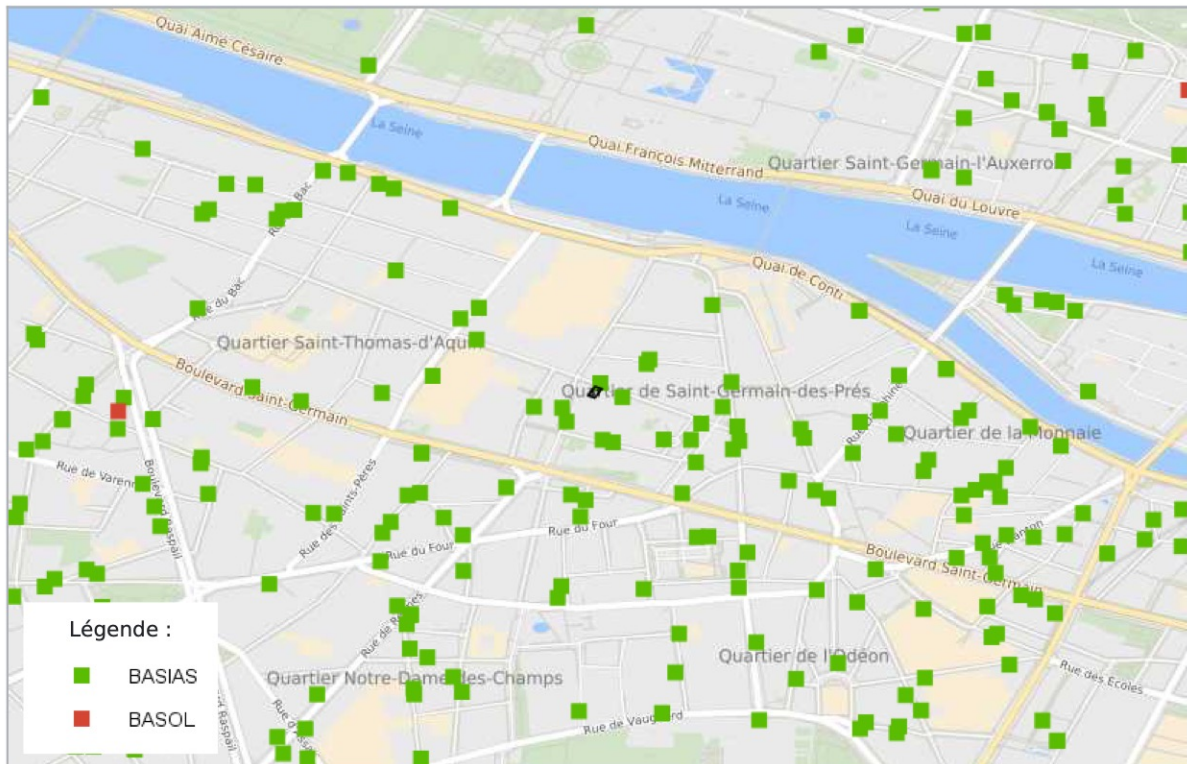 Quai Aimé Césaire
La Seine
Quai François Mitterrand
Quartier Saint-Germain-l'Auxerro
Quai du Louvre
La Seine
La Seine
La Seine
Quai de Conti
Rue du Bac
Quartier Saint-Thomas-d'Aquin
Boulevard Saint-Germain
Quartier de Saint-Germain-des-Prés
Quartier de la Monnaie
Rue de Varenne
Boulevard Raspail
Rue des Saints-Pères
Rue du Four
Rue du Four
Boulevard Saint-Germain
Quartier de l'Odéon
Quartier Notre-Dame-des-Champs
Rue des Ecoles
Rue de Vaugirard
Légende :
BASIAS
BASOL